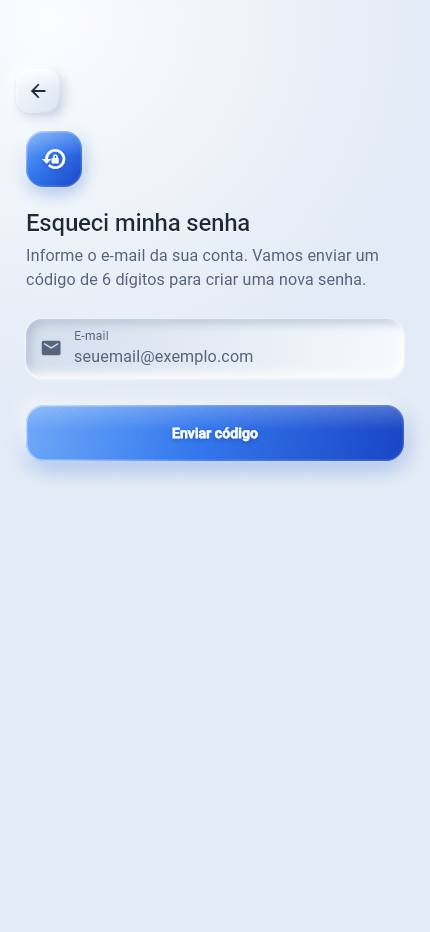 Esqueci minha senha
Informe o e-mail da sua conta. Vamos enviar um
código de 6 dígitos para criar uma nova senha.
E-mail
seuemail@exemplo.com
Enviar código